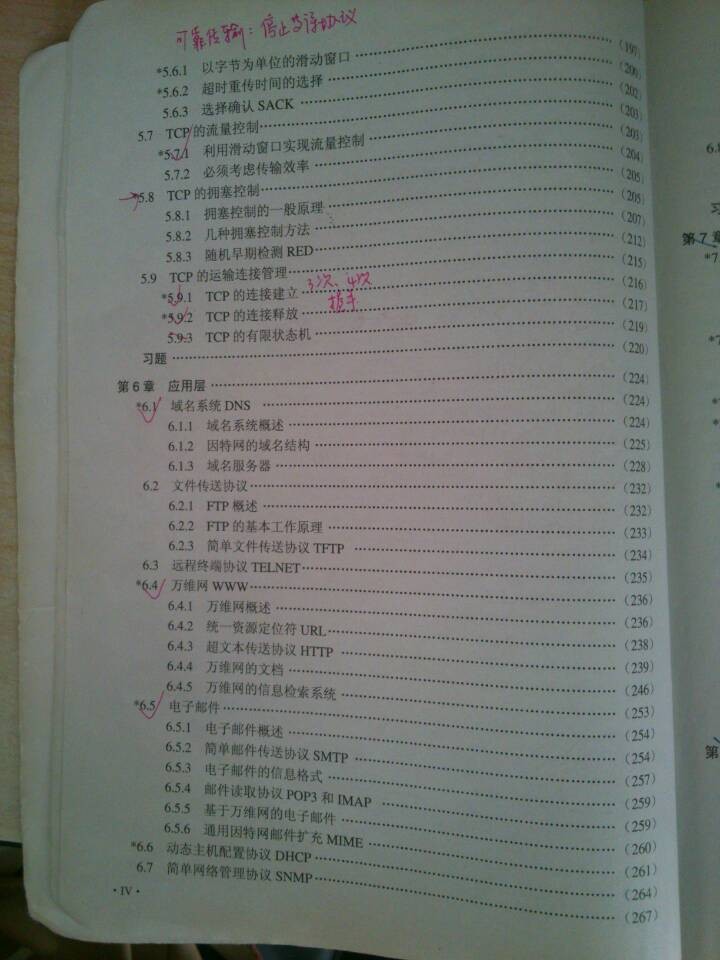 可靠传输：停止等待协议
*5.6.1 以字节为单位的滑动窗口 (197)
*5.6.2 超时重传时间的选择 (200)
5.6.3 选择确认 SACK (202)
5.7 TCP 的流量控制 (203)
*5.7.1 利用滑动窗口实现流量控制 (203)
5.7.2 必须考虑传输效率 (204)
5.8 TCP 的拥塞控制 (205)
5.8.1 拥塞控制的一般原理 (205)
5.8.2 几种拥塞控制方法 (207)
5.8.3 随机早期检测 RED (212)
5.9 TCP 的运输连接管理 (215)
3次、4次
*5.9.1 TCP 的连接建立 (216)
握手
*5.9.2 TCP 的连接释放 (217)
5.9.3 TCP 的有限状态机 (219)
习题 (220)
第 6 章 应用层 (224)
*6.1 域名系统 DNS (224)
6.1.1 域名系统概述 (224)
6.1.2 因特网的域名结构 (225)
6.1.3 域名服务器 (228)
6.2 文件传送协议 (232)
6.2.1 FTP 概述 (232)
6.2.2 FTP 的基本工作原理 (233)
6.2.3 简单文件传送协议 TFTP (234)
6.3 远程终端协议 TELNET (235)
*6.4 万维网 WWW (236)
6.4.1 万维网概述 (236)
6.4.2 统一资源定位符 URL (238)
6.4.3 超文本传送协议 HTTP (239)
6.4.4 万维网的文档 (246)
6.4.5 万维网的信息检索系统 (253)
*6.5 电子邮件 (254)
6.5.1 电子邮件概述 (254)
6.5.2 简单邮件传送协议 SMTP (257)
6.5.3 电子邮件的信息格式 (259)
6.5.4 邮件读取协议 POP3 和 IMAP (259)
6.5.5 基于万维网的电子邮件 (260)
6.5.6 通用因特网邮件扩充 MIME (261)
*6.6 动态主机配置协议 DHCP (264)
6.7 简单网络管理协议 SNMP (267)
· IV ·
第 7 章